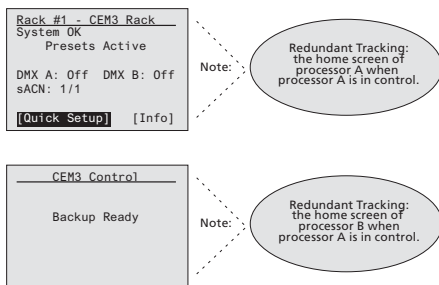 Rack #1 - CEM3 Rack
System OK
Presets Active
DMX A: Off DMX B: Off
sACN: 1/1
[Quick Setup] [Info]
Note:
Redundant Tracking:
the home screen of
processor A when
processor A is in control.
CEM3 Control
Backup Ready
Note:
Redundant Tracking:
the home screen of
processor B when
processor A is in control.